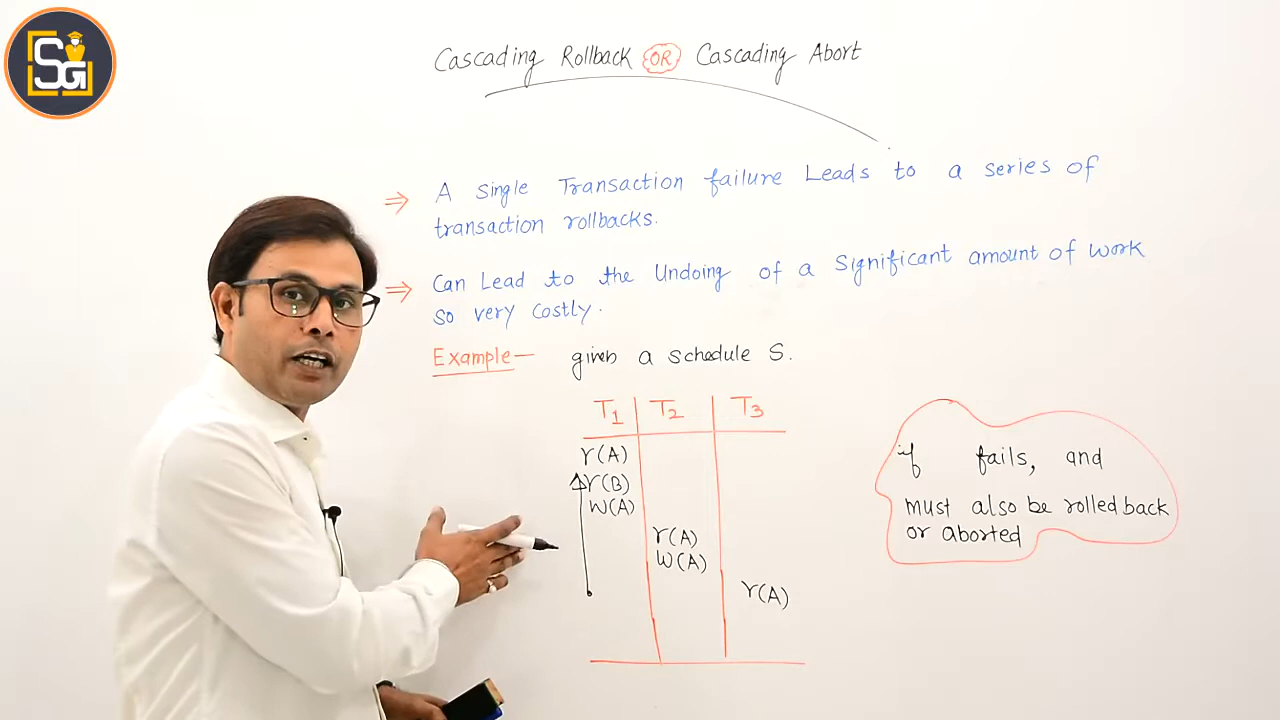 SG
Cascading Rollback OR Cascading Abort
⇒ A single Transaction failure Leads to a series of
transaction rollbacks.
⇒ Can Lead to the Undoing of a Significant amount of work
so very costly.
Example— given a schedule S.
T1 T2 T3
r(A)
r(B)
W(A)
r(A)
W(A)
r(A)
if fails, and
must also be rolled back
or aborted